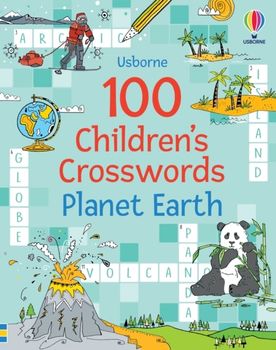 ARCTIC
USBORNE
Usborne
100
Children's
Crosswords
Planet Earth
ISLAND
GLOBE
PANDA
VOLCANO